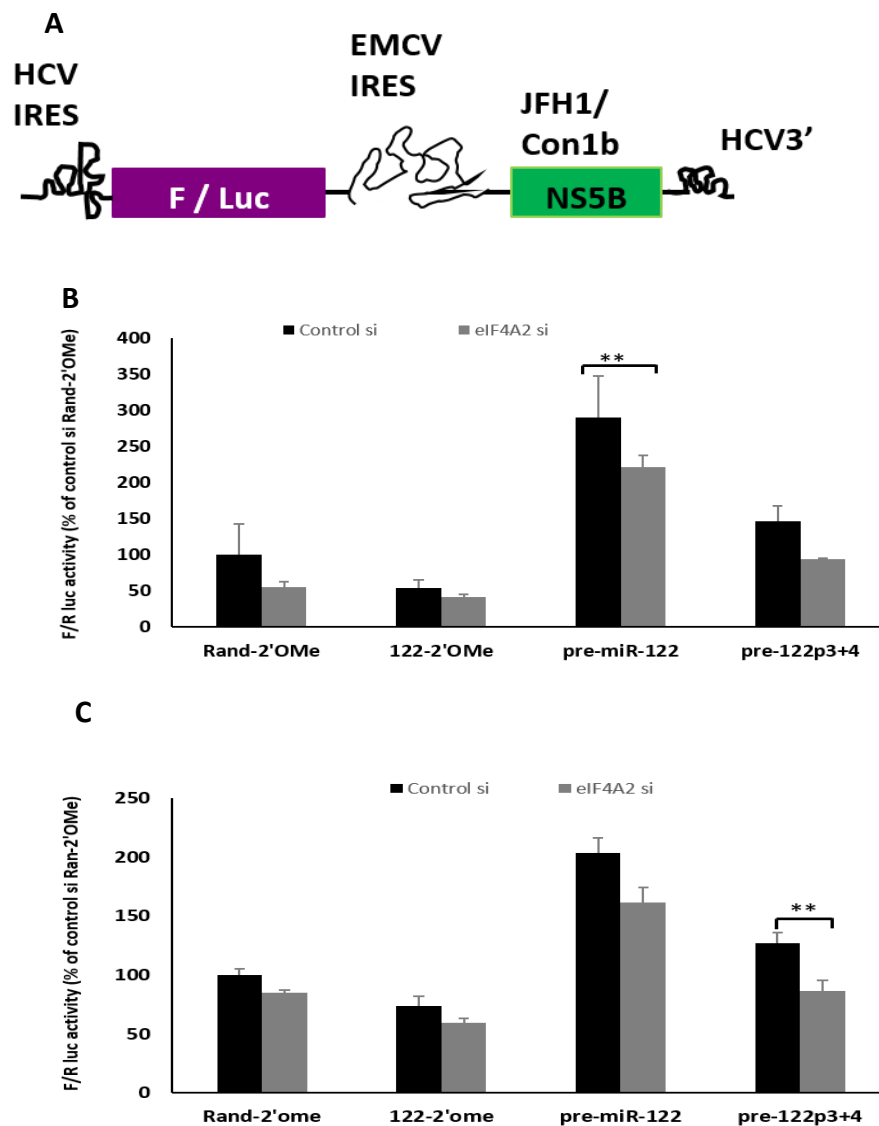 A
HCV
IRES
EMCV
IRES
JFH1/
Con1b
HCV3’
F / Luc
NS5B
B
Control si
eIF4A2 si
F/R luc activity (% of control si Rand-2'OMe)
400
350
300
250
200
150
100
50
0
**
Rand-2'OMe
122-2'OMe
pre-miR-122
pre-122p3+4
C
Control si
eIF4A2 si
F/R luc activity (% of control si Ran-2'OMe)
250
200
150
100
50
0
**
Rand-2'ome
122-2'ome
pre-miR-122
pre-122p3+4